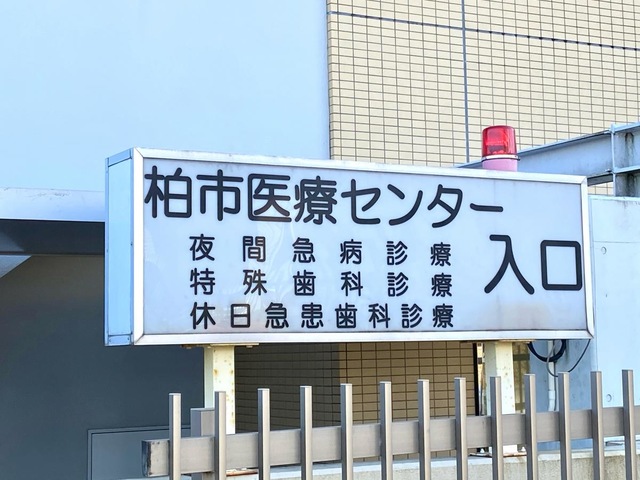 柏市医療センター
夜間急病診療
特殊歯科診療
休日急患歯科診療
入口